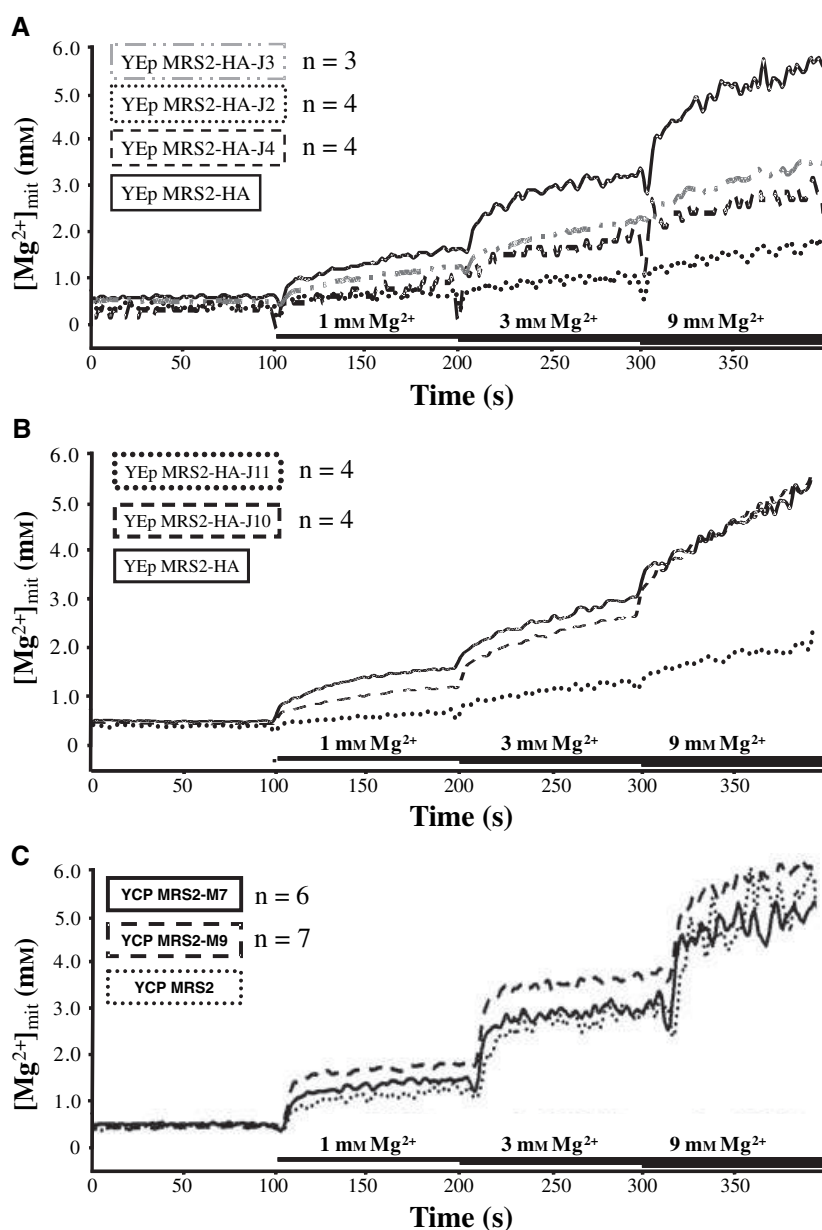 A
6.0
5.0
4.0
3.0
2.0
1.0
0
[Mg²⁺]mit (mM)
YEp MRS2-HA-J3 n = 3
YEp MRS2-HA-J2 n = 4
YEp MRS2-HA-J4 n = 4
YEp MRS2-HA
1 mM Mg²⁺ 3 mM Mg²⁺ 9 mM Mg²⁺
0 50 100 150 200 250 300 350
Time (s)
B
6.0
5.0
4.0
3.0
2.0
1.0
0
[Mg²⁺]mit (mM)
YEp MRS2-HA-J11 n = 4
YEp MRS2-HA-J10 n = 4
YEp MRS2-HA
1 mM Mg²⁺ 3 mM Mg²⁺ 9 mM Mg²⁺
0 50 100 150 200 250 300 350
Time (s)
C
6.0
5.0
4.0
3.0
2.0
1.0
0
[Mg²⁺]mit (mM)
YCP MRS2-M7 n = 6
YCP MRS2-M9 n = 7
YCP MRS2
1 mM Mg²⁺ 3 mM Mg²⁺ 9 mM Mg²⁺
0 50 100 150 200 250 300 350
Time (s)